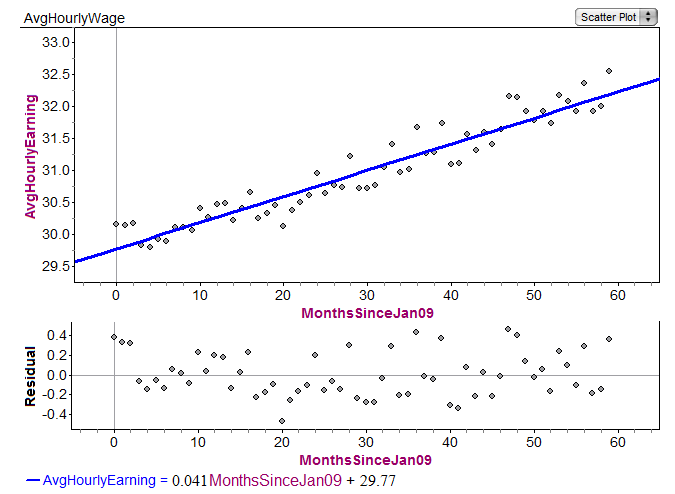 AvgHourlyWage
Scatter Plot
33.0
32.5
32.0
31.5
31.0
30.5
30.0
29.5
AvgHourlyEarning
0 10 20 30 40 50 60
MonthsSinceJan09
0.4
0.2
0.0
-0.2
-0.4
Residual
0 10 20 30 40 50 60
MonthsSinceJan09
AvgHourlyEarning = 0.041MonthsSinceJan09 + 29.77